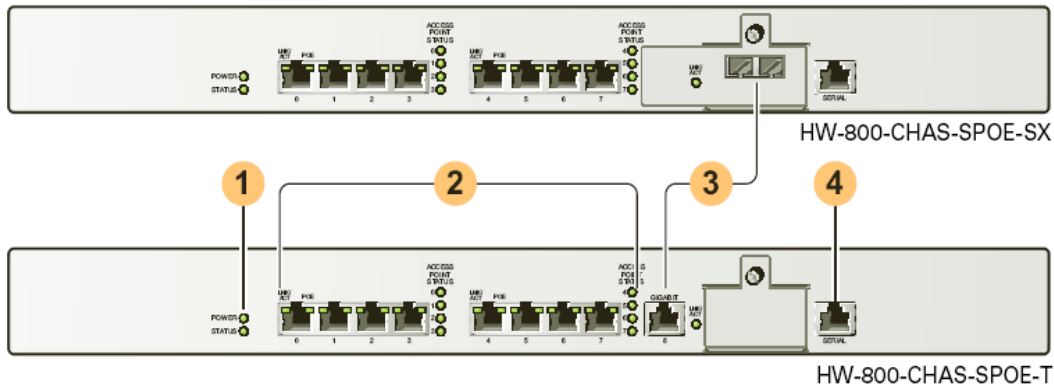 ACCESS
POINT
STATUS
ACCESS
POINT
STATUS
LINK/
ACT
POE
0
1
2
3
LINK/
ACT
POE
4
5
6
7
LINK/
ACT
POWER
STATUS
0 1 2 3
4 5 6 7
SERIAL
HW-800-CHAS-SPOE-SX
1
2
3
4
ACCESS
POINT
STATUS
ACCESS
POINT
STATUS
LINK/
ACT
POE
0
1
2
3
LINK/
ACT
POE
4
5
6
7
GIGABIT
LINK/
ACT
POWER
STATUS
0 1 2 3
4 5 6 7
8
SERIAL
HW-800-CHAS-SPOE-T